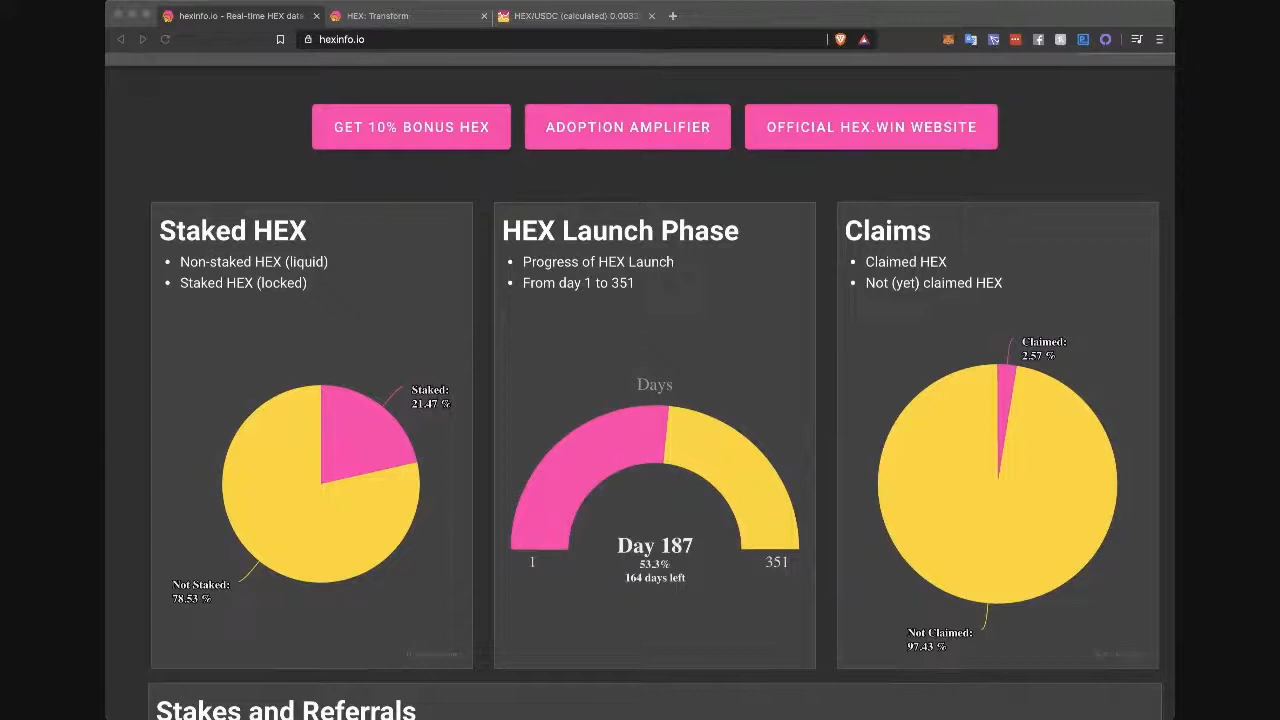 hexinfo.io - Real-time HEX data
HEX: Transform
HEX/USDC (calculated) 0.0033
hexinfo.io
GET 10% BONUS HEX
ADOPTION AMPLIFIER
OFFICIAL HEX.WIN WEBSITE
Staked HEX
• Non-staked HEX (liquid)
• Staked HEX (locked)
Staked:
21.47 %
Not Staked:
78.53 %
HEX Launch Phase
• Progress of HEX Launch
• From day 1 to 351
Days
Day 187
53.3%
164 days left
1
351
Claims
• Claimed HEX
• Not (yet) claimed HEX
Claimed:
2.57 %
Not Claimed:
97.43 %
Stakes and Referrals